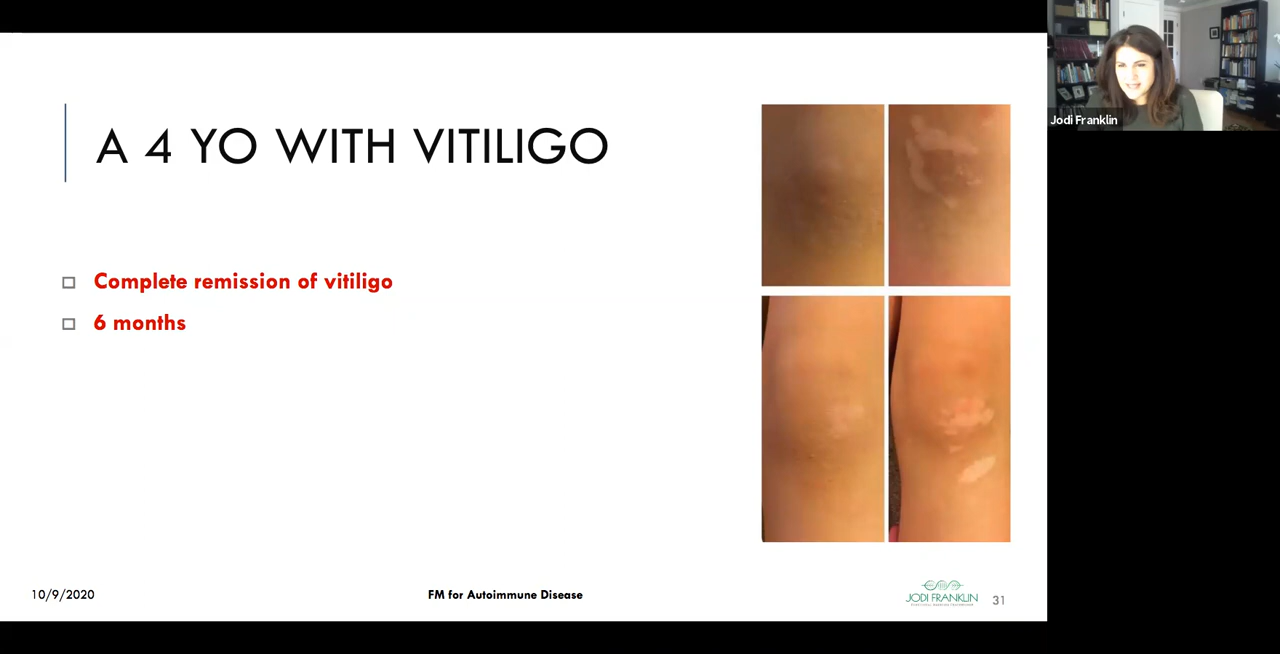 Jodi Franklin
A 4 YO WITH VITILIGO
Complete remission of vitiligo
6 months
10/9/2020
FM for Autoimmune Disease
JODI FRANKLIN
31